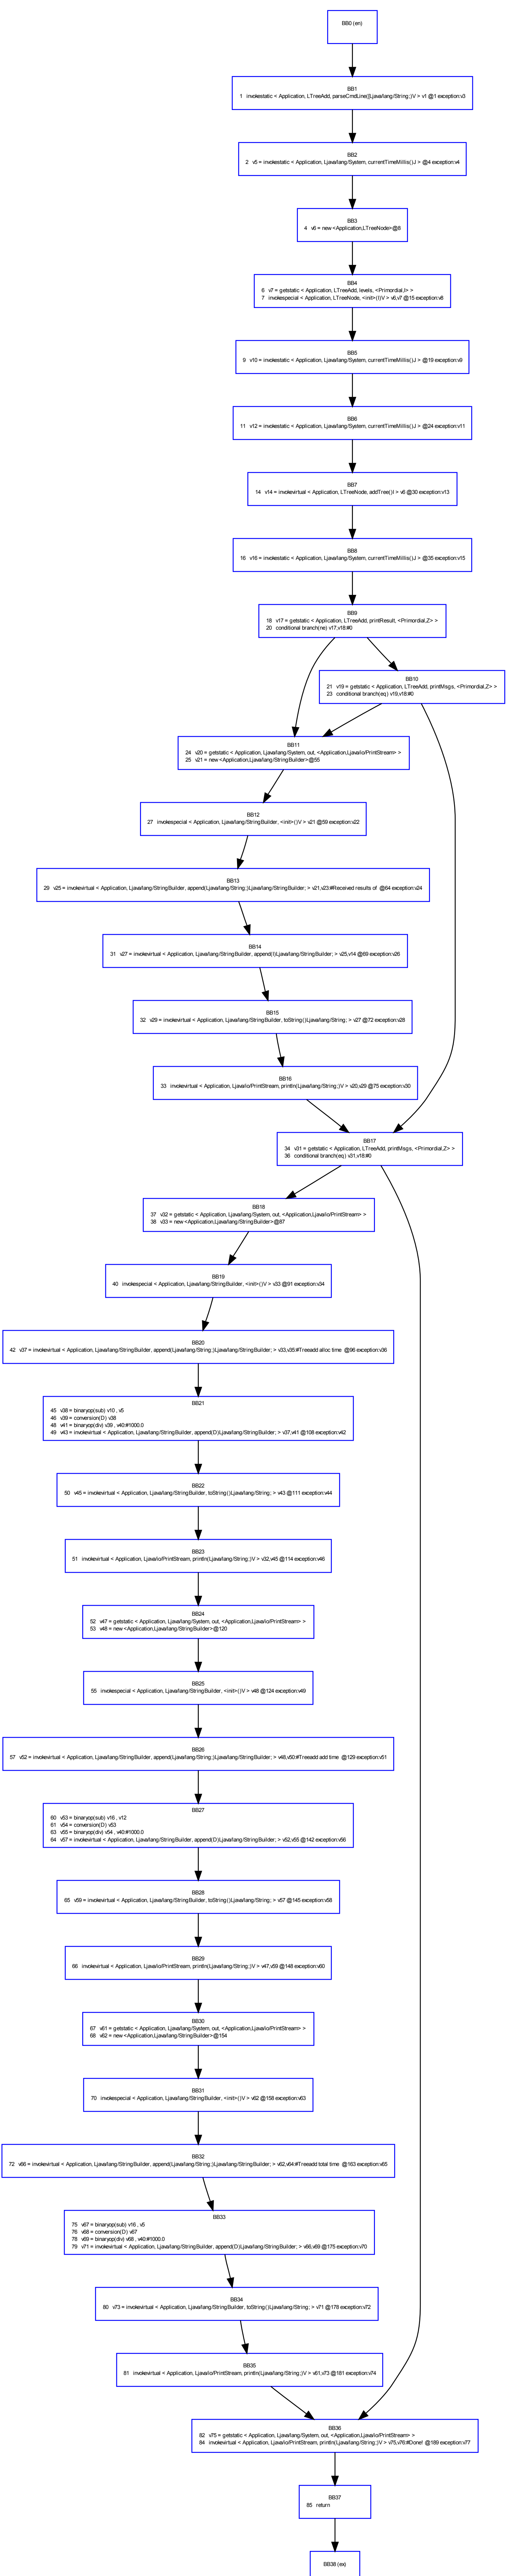 BB0 (en)
BB1
1 invokestatic < Application, LTreeAdd, parseCmdLine([Ljava/lang/String;)V > v1 @1 exception:v3
BB2
2 v5 = invokestatic < Application, Ljava/lang/System, currentTimeMillis()J > @4 exception:v4
BB3
4 v6 = new <Application,LTreeNode>@8
BB4
6 v7 = getstatic < Application, LTreeAdd, levels, <Primordial,I> >
7 invokespecial < Application, LTreeNode, <init>(I)V > v6,v7 @15 exception:v8
BB5
9 v10 = invokestatic < Application, Ljava/lang/System, currentTimeMillis()J > @19 exception:v9
BB6
11 v12 = invokestatic < Application, Ljava/lang/System, currentTimeMillis()J > @24 exception:v11
BB7
14 v14 = invokevirtual < Application, LTreeNode, addTree()I > v6 @30 exception:v13
BB8
16 v16 = invokestatic < Application, Ljava/lang/System, currentTimeMillis()J > @35 exception:v15
BB9
18 v17 = getstatic < Application, LTreeAdd, printResult, <Primordial,Z> >
20 conditional branch(ne) v17,v18:#0
BB10
21 v19 = getstatic < Application, LTreeAdd, printMsgs, <Primordial,Z> >
23 conditional branch(eq) v19,v18:#0
BB11
24 v20 = getstatic < Application, Ljava/lang/System, out, <Application,Ljava/io/PrintStream> >
25 v21 = new <Application,Ljava/lang/StringBuilder>@55
BB12
27 invokespecial < Application, Ljava/lang/StringBuilder, <init>()V > v21 @59 exception:v22
BB13
29 v25 = invokevirtual < Application, Ljava/lang/StringBuilder, append(Ljava/lang/String;)Ljava/lang/StringBuilder; > v21,v23:#Received results of @64 exception:v24
BB14
31 v27 = invokevirtual < Application, Ljava/lang/StringBuilder, append(I)Ljava/lang/StringBuilder; > v25,v14 @69 exception:v26
BB15
32 v29 = invokevirtual < Application, Ljava/lang/StringBuilder, toString()Ljava/lang/String; > v27 @72 exception:v28
BB16
33 invokevirtual < Application, Ljava/io/PrintStream, println(Ljava/lang/String;)V > v20,v29 @75 exception:v30
BB17
34 v31 = getstatic < Application, LTreeAdd, printMsgs, <Primordial,Z> >
36 conditional branch(eq) v31,v18:#0
BB18
37 v32 = getstatic < Application, Ljava/lang/System, out, <Application,Ljava/io/PrintStream> >
38 v33 = new <Application,Ljava/lang/StringBuilder>@87
BB19
40 invokespecial < Application, Ljava/lang/StringBuilder, <init>()V > v33 @91 exception:v34
BB20
42 v37 = invokevirtual < Application, Ljava/lang/StringBuilder, append(Ljava/lang/String;)Ljava/lang/StringBuilder; > v33,v35:#Treeadd alloc time: @96 exception:v36
BB21
45 v38 = binaryop(sub) v10 , v5
46 v39 = conversion(D) v38
48 v41 = binaryop(div) v39 , v40:#1000.0
49 v43 = invokevirtual < Application, Ljava/lang/StringBuilder, append(D)Ljava/lang/StringBuilder; > v37,v41 @108 exception:v42
BB22
50 v45 = invokevirtual < Application, Ljava/lang/StringBuilder, toString()Ljava/lang/String; > v43 @111 exception:v44
BB23
51 invokevirtual < Application, Ljava/io/PrintStream, println(Ljava/lang/String;)V > v32,v45 @114 exception:v46
BB24
52 v47 = getstatic < Application, Ljava/lang/System, out, <Application,Ljava/io/PrintStream> >
53 v48 = new <Application,Ljava/lang/StringBuilder>@120
BB25
55 invokespecial < Application, Ljava/lang/StringBuilder, <init>()V > v48 @124 exception:v49
BB26
57 v52 = invokevirtual < Application, Ljava/lang/StringBuilder, append(Ljava/lang/String;)Ljava/lang/StringBuilder; > v48,v50:#Treeadd add time @129 exception:v51
BB27
60 v53 = binaryop(sub) v16 , v12
61 v54 = conversion(D) v53
63 v55 = binaryop(div) v54 , v40:#1000.0
64 v57 = invokevirtual < Application, Ljava/lang/StringBuilder, append(D)Ljava/lang/StringBuilder; > v52,v55 @142 exception:v56
BB28
65 v59 = invokevirtual < Application, Ljava/lang/StringBuilder, toString()Ljava/lang/String; > v57 @145 exception:v58
BB29
66 invokevirtual < Application, Ljava/io/PrintStream, println(Ljava/lang/String;)V > v47,v59 @148 exception:v60
BB30
67 v61 = getstatic < Application, Ljava/lang/System, out, <Application,Ljava/io/PrintStream> >
68 v62 = new <Application,Ljava/lang/StringBuilder>@154
BB31
70 invokespecial < Application, Ljava/lang/StringBuilder, <init>()V > v62 @158 exception:v63
BB32
72 v66 = invokevirtual < Application, Ljava/lang/StringBuilder, append(Ljava/lang/String;)Ljava/lang/StringBuilder; > v62,v64:#Treeadd total time @163 exception:v65
BB33
75 v67 = binaryop(sub) v16 , v5
76 v68 = conversion(D) v67
78 v69 = binaryop(div) v68 , v40:#1000.0
79 v71 = invokevirtual < Application, Ljava/lang/StringBuilder, append(D)Ljava/lang/StringBuilder; > v66,v69 @175 exception:v70
BB34
80 v73 = invokevirtual < Application, Ljava/lang/StringBuilder, toString()Ljava/lang/String; > v71 @178 exception:v72
BB35
81 invokevirtual < Application, Ljava/io/PrintStream, println(Ljava/lang/String;)V > v61,v73 @181 exception:v74
BB36
82 v75 = getstatic < Application, Ljava/lang/System, out, <Application,Ljava/io/PrintStream> >
84 invokevirtual < Application, Ljava/io/PrintStream, println(Ljava/lang/String;)V > v75,v76:#Done! @189 exception:v77
BB37
85 return
BB38 (ex)